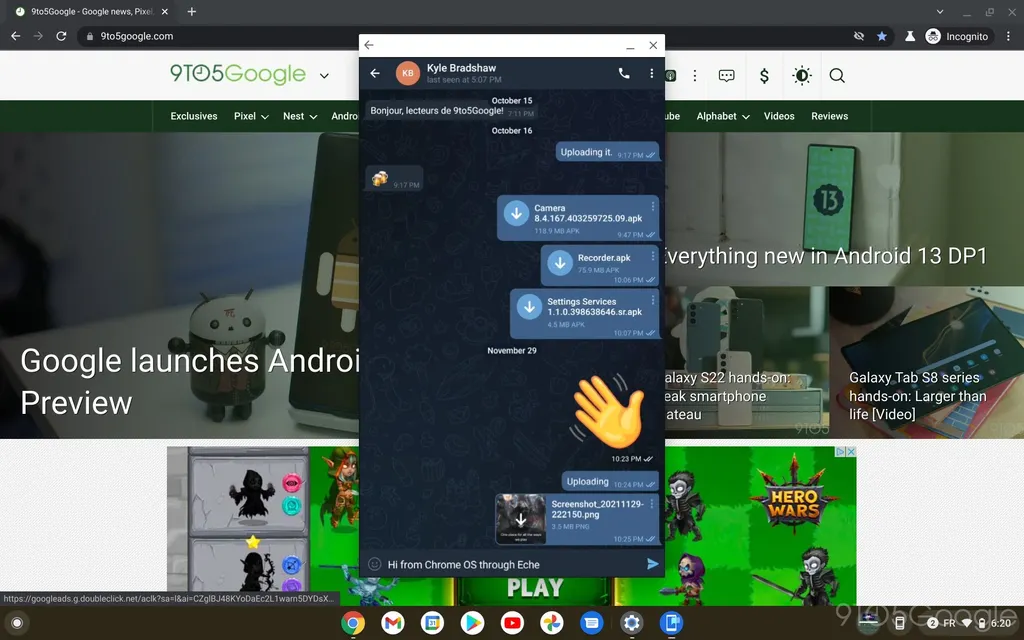 9to5Google - Google news, Pixel
9to5google.com
Incognito
9TO5Google
$
Exclusives
Pixel
Nest
Andro
ube
Alphabet
Videos
Reviews
Google launches Androi
Preview
13
Everything new in Android 13 DP1
alaxy S22 hands-on:
eak smartphone
ateau
9TO5
Galaxy Tab S8 series
hands-on: Larger than
life [Video]
KB
Kyle Bradshaw
last seen at 5:07 PM
October 15
Bonjour, lecteurs de 9to5Google!
7:11 PM
October 16
Uploading it.
9:17 PM
9:17 PM
Camera
8.4.167.403259725.09.apk
118.9 MB APK
9:47 PM
Recorder.apk
75.9 MB APK
10:06 PM
Settings Services
1.1.0.398638646.sr.apk
4.5 MB APK
10:07 PM
November 29
10:23 PM
Uploading
10:24 PM
Screenshot_20211129-
222150.png
3.5 MB PNG
10:25 PM
Hi from Chrome OS through Eche
HERO
WARS
PLAY
https://googleads.g.doubleclick.net/aclk?sa=l&ai=CZglBJ48KYoDaEc2L1warn5DYDsX...
9TO5Google
2
FR
6:20